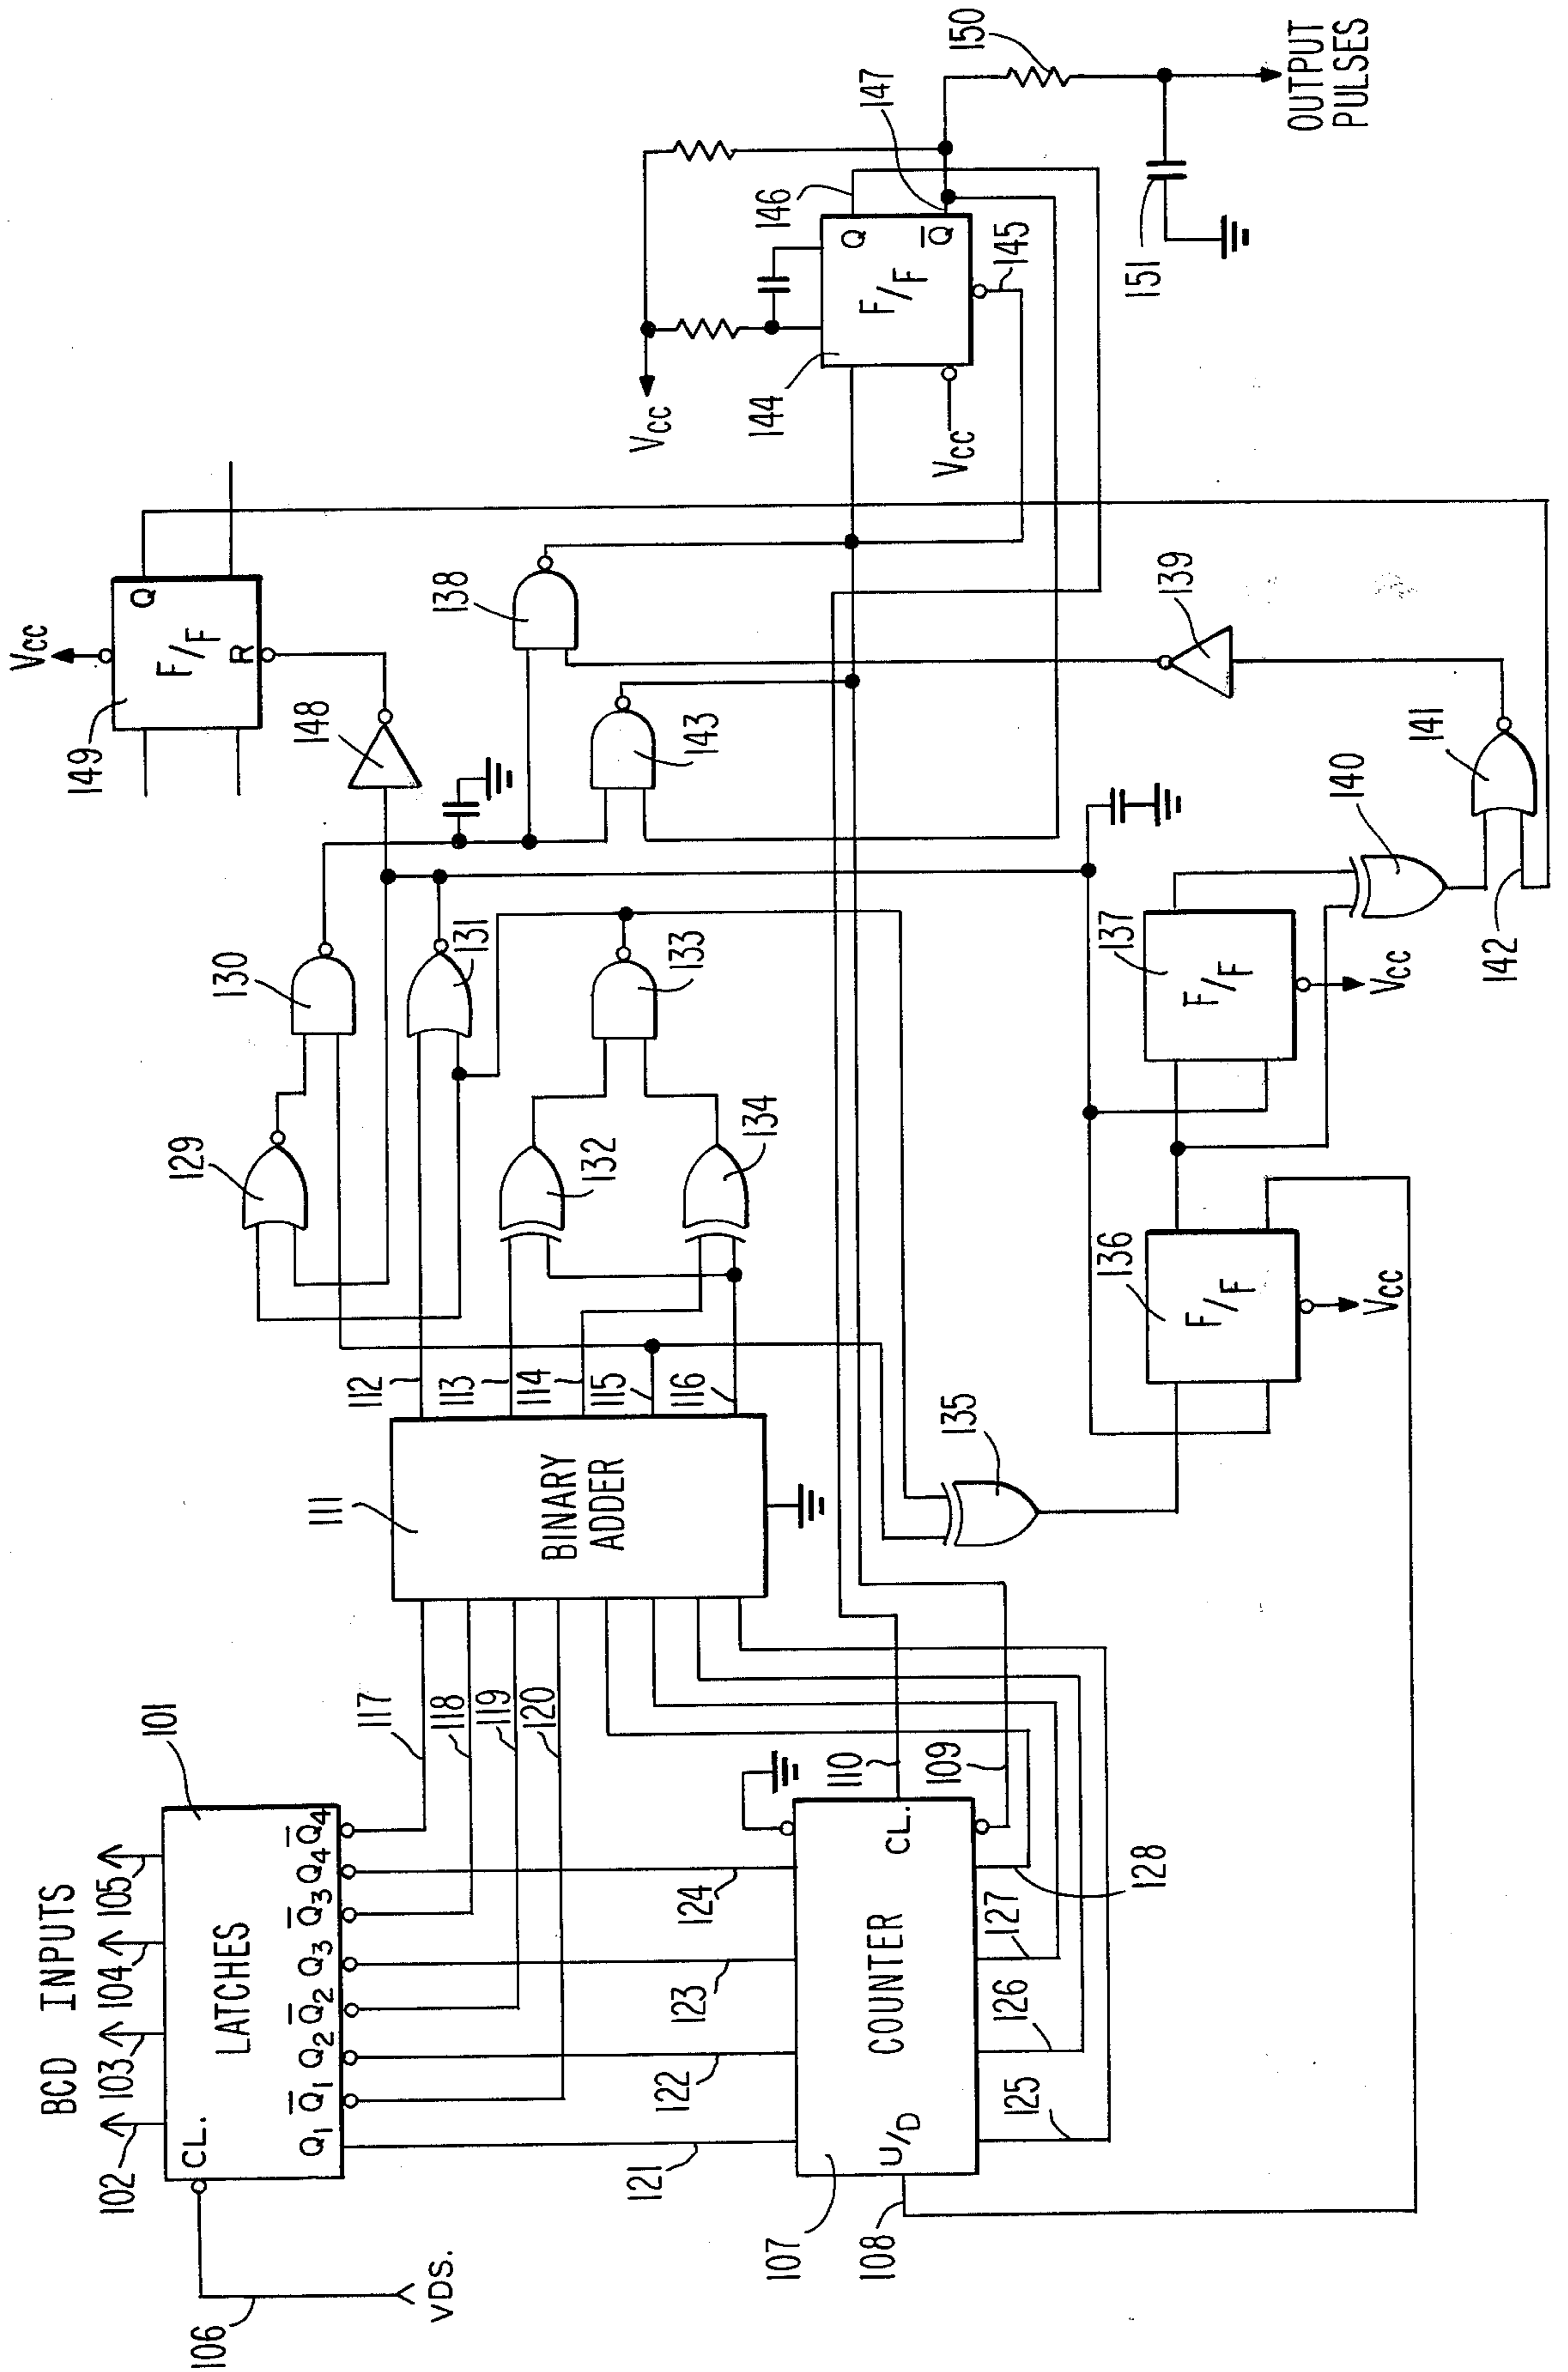 BCD INPUTS
102
103
104
105
101
CL.
LATCHES
Q1 Q̅1 Q2 Q̅2 Q3 Q̅3 Q4 Q̅4
106
VDS.
117
118
119
120
121
122
123
124
107
COUNTER
U/D
CL.
108
109
110
125
126
127
128
111
BINARY
ADDER
112
113
114
115
116
129
130
131
132
133
134
135
136
F/F
Vcc
137
F/F
Vcc
138
139
140
141
142
143
148
149
F/F
Q
R
Vcc
144
F/F
Q
Q̅
145
146
147
Vcc
Vcc
150
151
OUTPUT
PULSES